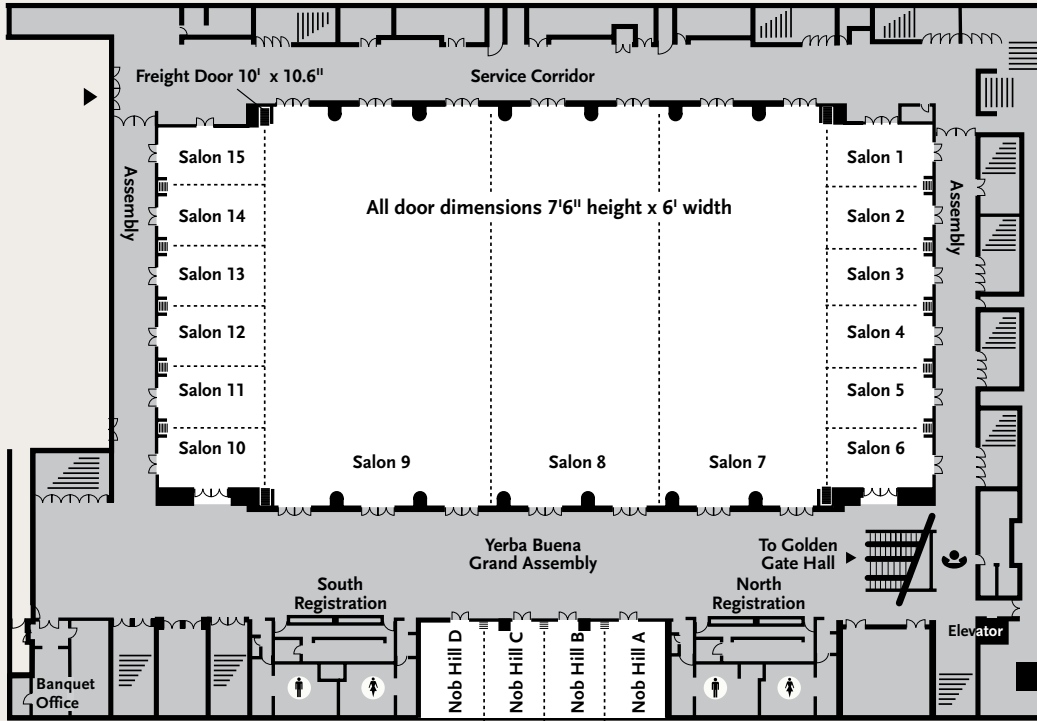 Freight Door 10' x 10.6"
Service Corridor
Assembly
Assembly
Salon 15
Salon 1
All door dimensions 7'6" height x 6' width
Salon 14
Salon 2
Salon 13
Salon 3
Salon 12
Salon 4
Salon 11
Salon 5
Salon 10
Salon 6
Salon 9
Salon 8
Salon 7
Yerba Buena
Grand Assembly
To Golden
Gate Hall
South
Registration
North
Registration
Nob Hill D
Nob Hill C
Nob Hill B
Nob Hill A
Elevator
Banquet
Office